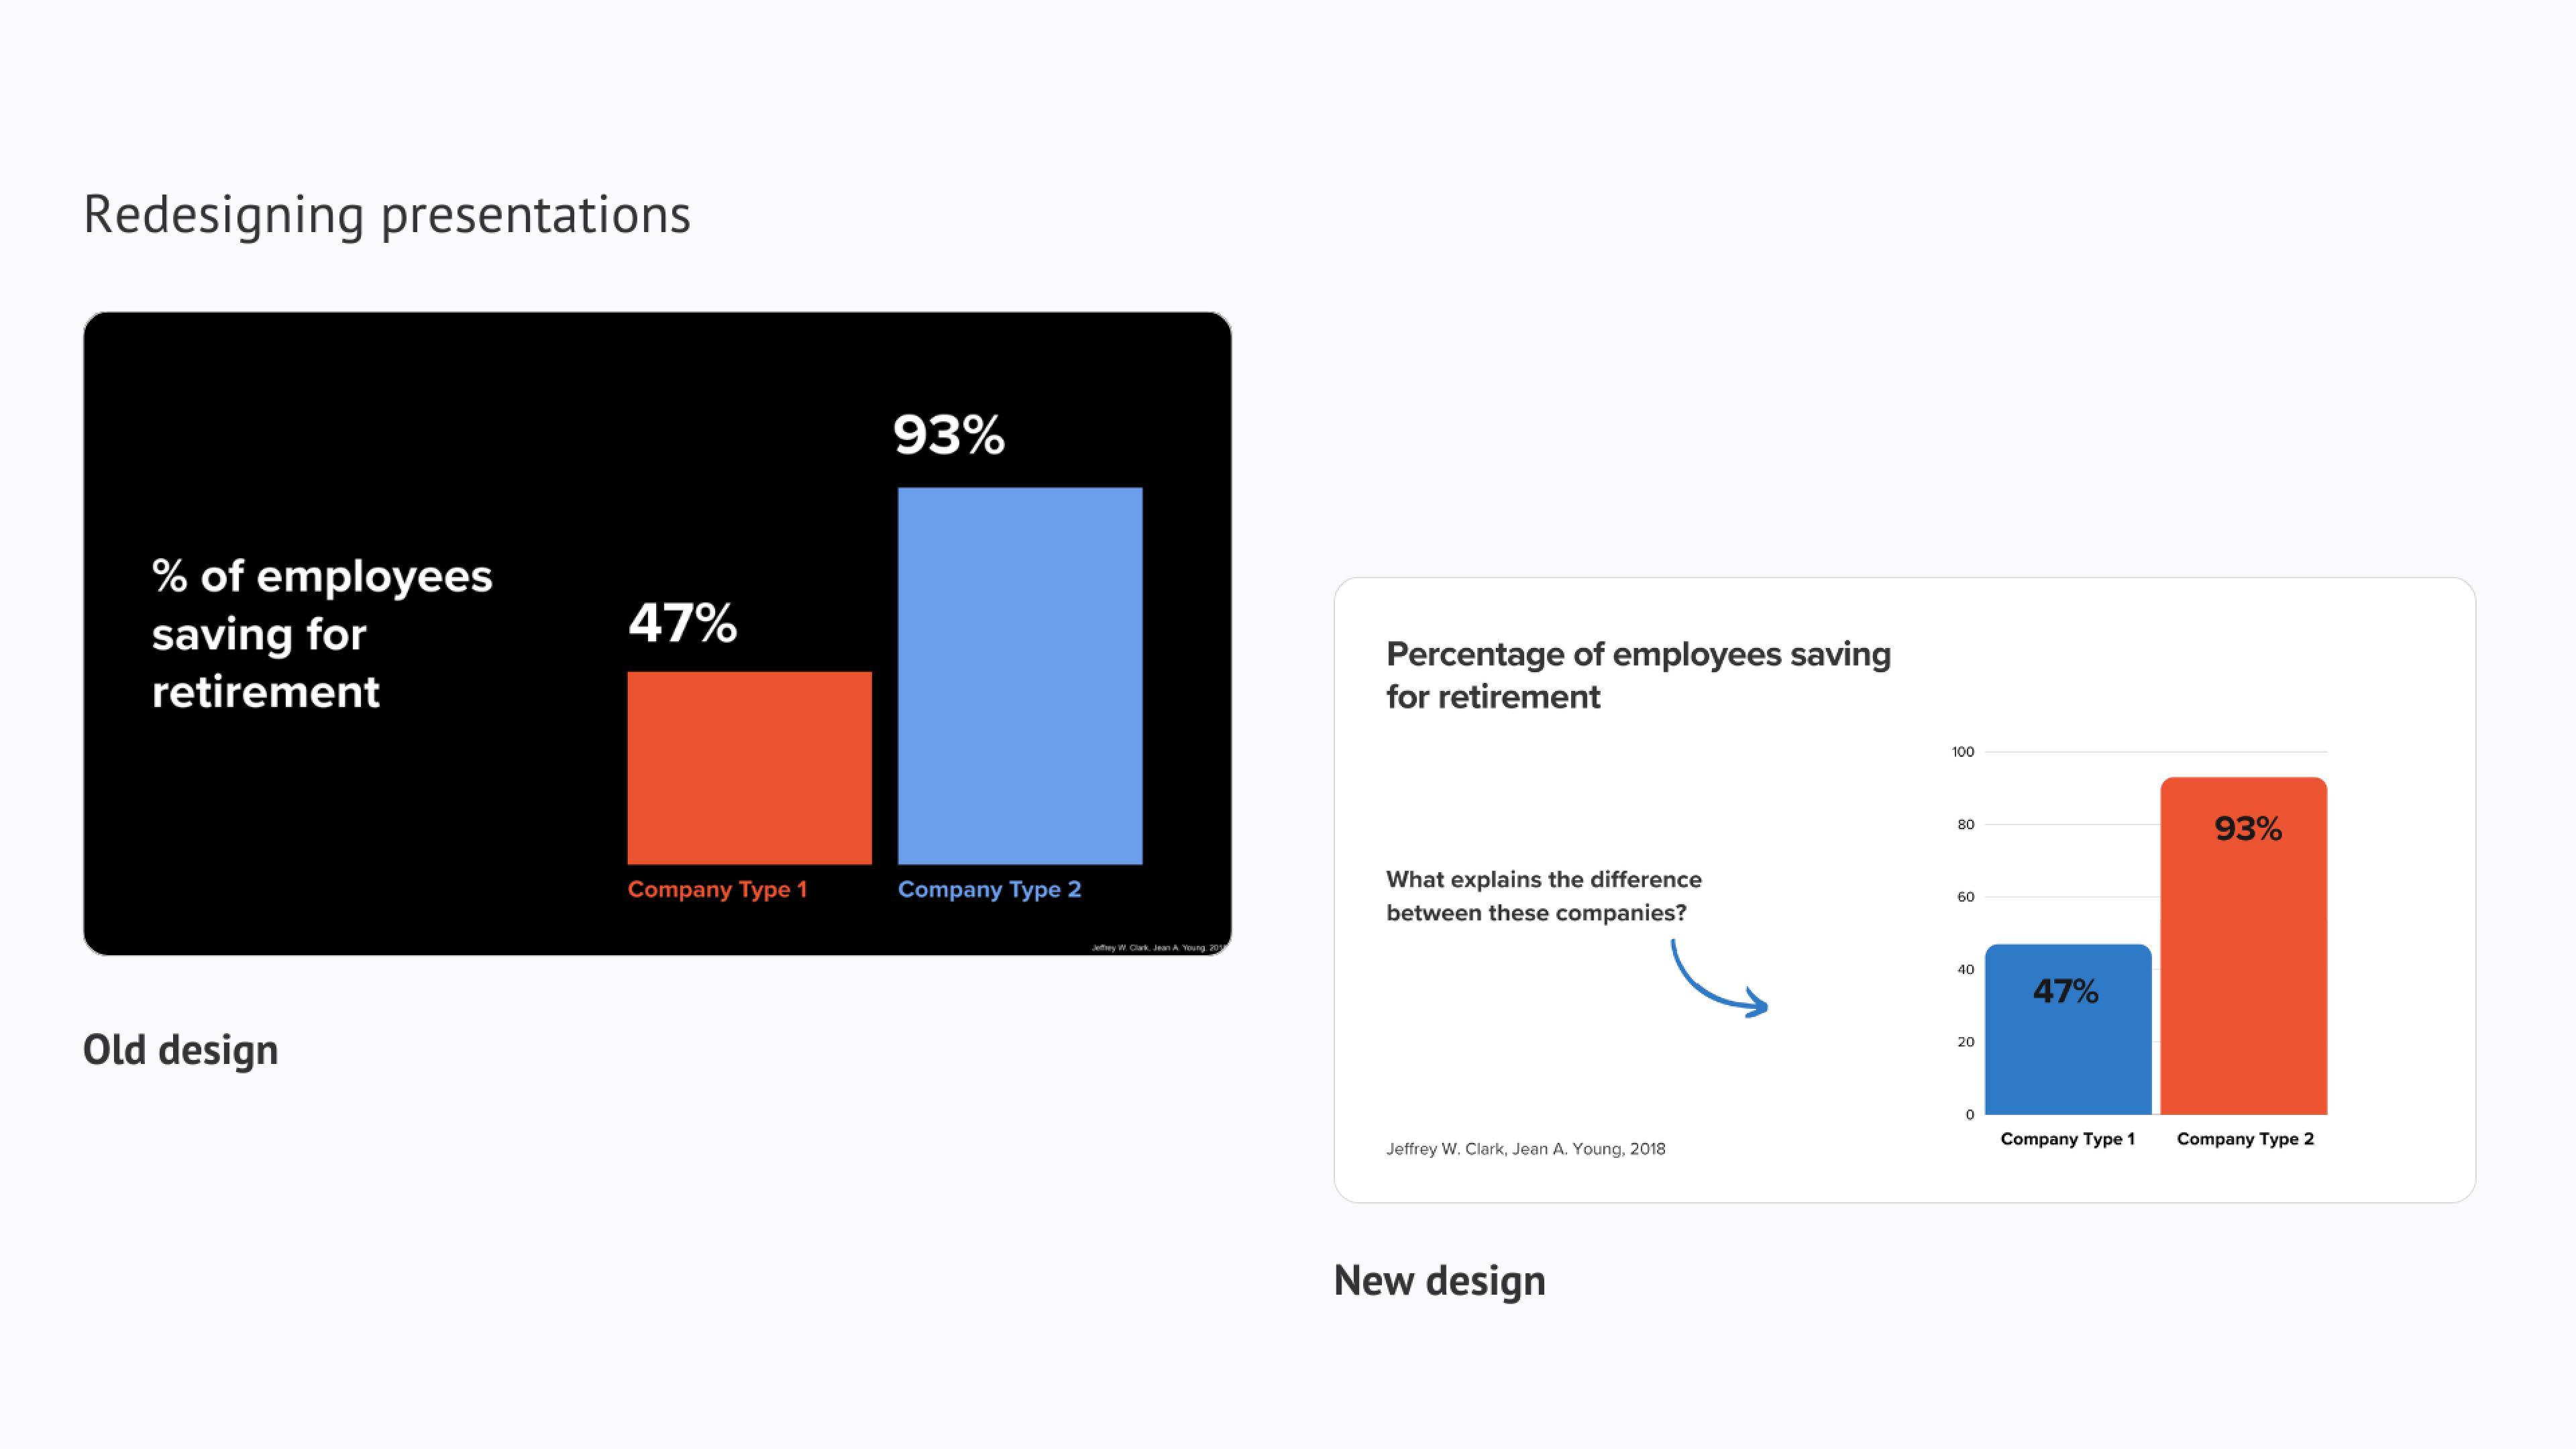 Redesigning presentations
% of employees
saving for
retirement
93%
47%
Company Type 1
Company Type 2
Jeffrey W. Clark, Jean A. Young, 201
Old design
Percentage of employees saving
for retirement
What explains the difference
between these companies?
100
80
60
40
20
0
93%
47%
Company Type 1
Company Type 2
Jeffrey W. Clark, Jean A. Young, 2018
New design